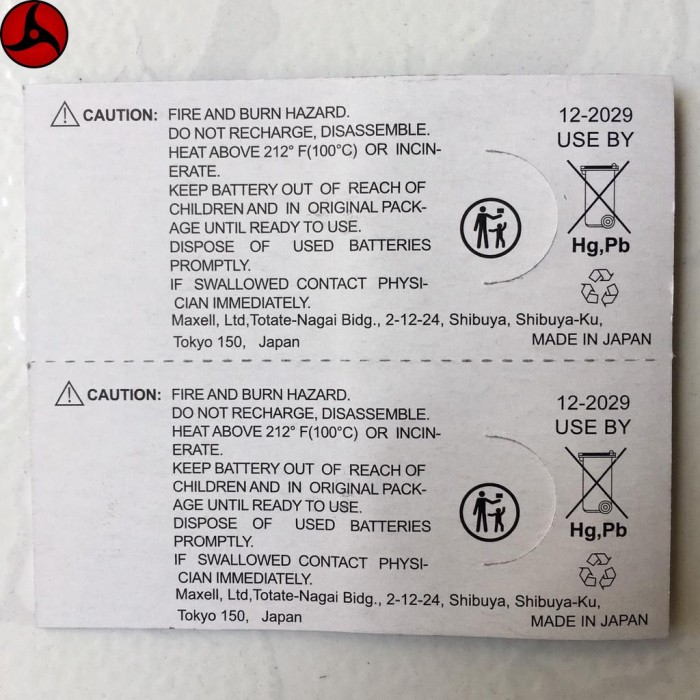 CAUTION: FIRE AND BURN HAZARD.
DO NOT RECHARGE, DISASSEMBLE.
HEAT ABOVE 212° F(100°C) OR INCIN-
ERATE.
KEEP BATTERY OUT OF REACH OF
CHILDREN AND IN ORIGINAL PACK-
AGE UNTIL READY TO USE.
DISPOSE OF USED BATTERIES
PROMPTLY.
IF SWALLOWED CONTACT PHYSI-
CIAN IMMEDIATELY.
Maxell, Ltd,Totate-Nagai Bidg., 2-12-24, Shibuya, Shibuya-Ku,
Tokyo 150, Japan
12-2029
USE BY
Hg,Pb
MADE IN JAPAN
CAUTION: FIRE AND BURN HAZARD.
DO NOT RECHARGE, DISASSEMBLE.
HEAT ABOVE 212° F(100°C) OR INCIN-
ERATE.
KEEP BATTERY OUT OF REACH OF
CHILDREN AND IN ORIGINAL PACK-
AGE UNTIL READY TO USE.
DISPOSE OF USED BATTERIES
PROMPTLY.
IF SWALLOWED CONTACT PHYSI-
CIAN IMMEDIATELY.
Maxell, Ltd,Totate-Nagai Bidg., 2-12-24, Shibuya, Shibuya-Ku,
Tokyo 150, Japan
12-2029
USE BY
Hg,Pb
MADE IN JAPAN